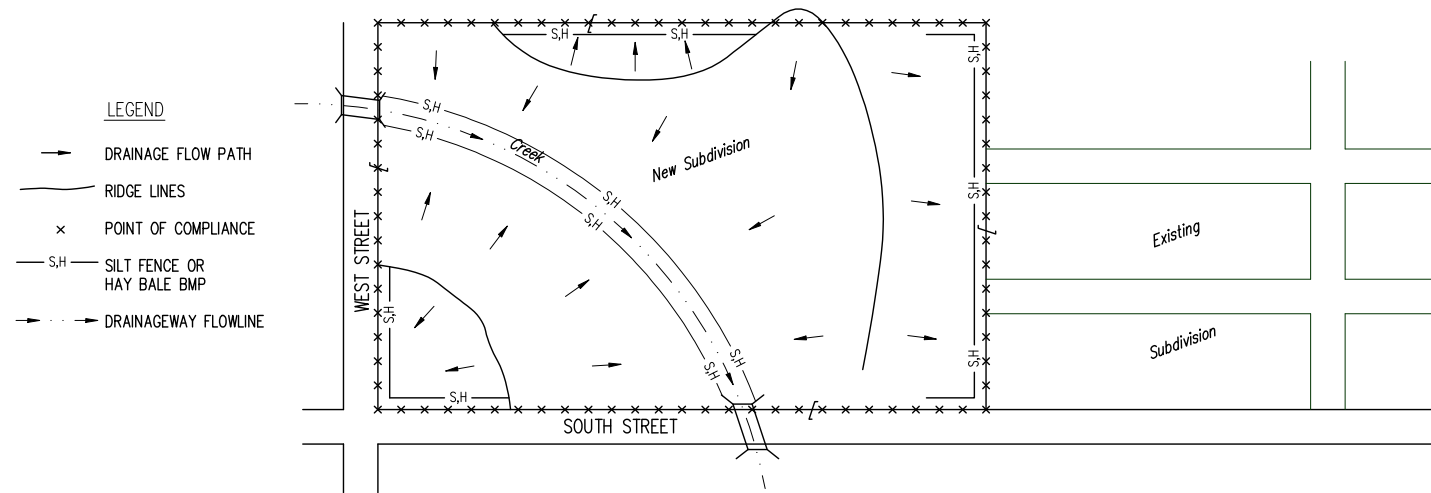 LEGEND
DRAINAGE FLOW PATH
RIDGE LINES
POINT OF COMPLIANCE
S,H
SILT FENCE OR
HAY BALE BMP
DRAINAGEWAY FLOWLINE
S,H
S,H
S,H
S,H
S,H
Creek
New Subdivision
S,H
S,H
S,H
WEST STREET
Existing
S,H
Subdivision
S,H
S,H
S,H
S,H
SOUTH STREET